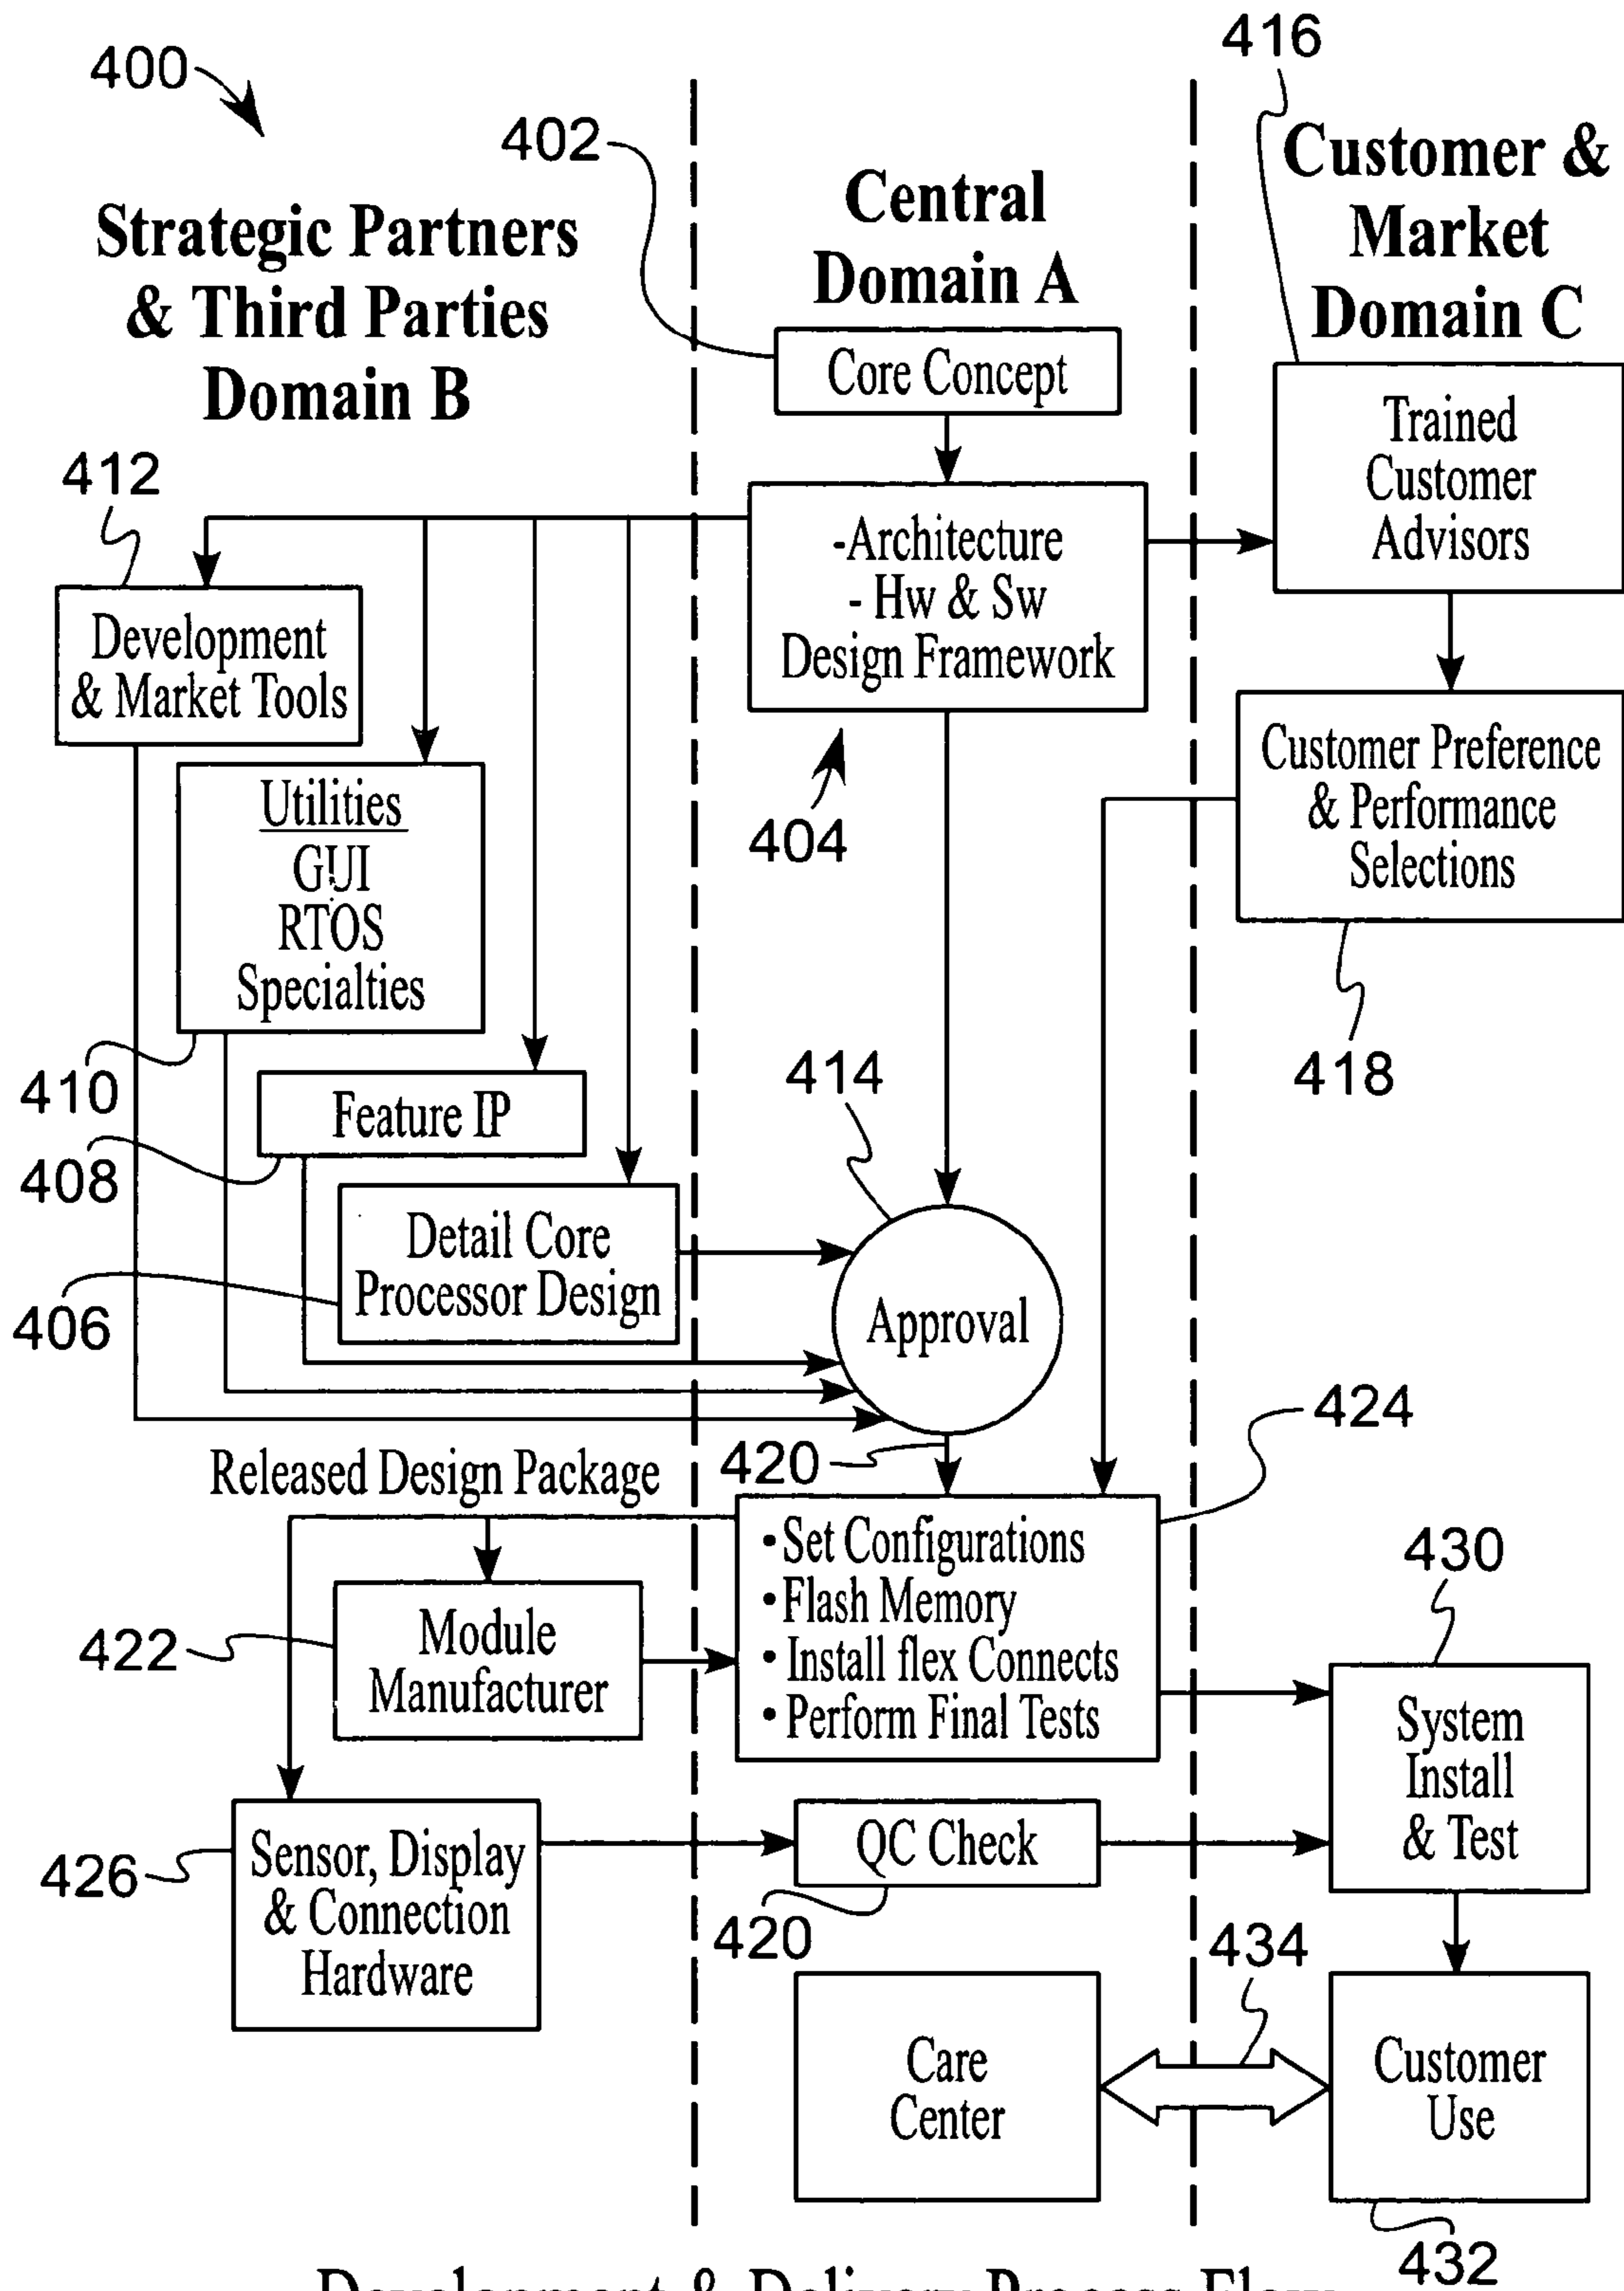 400
416
402
Strategic Partners
& Third Parties
Domain B
Central
Domain A
Customer &
Market
Domain C
Core Concept
Trained
Customer
Advisors
412
-Architecture
- Hw & Sw
Design Framework
404
Development
& Market Tools
Customer Preference
& Performance
Selections
418
Utilities
GUI
RTOS
Specialties
410
Feature IP
408
414
Detail Core
Processor Design
406
Approval
424
420
Released Design Package
•Set Configurations
•Flash Memory
• Install flex Connects
• Perform Final Tests
422
Module
Manufacturer
430
System
Install
& Test
426
Sensor, Display
& Connection
Hardware
QC Check
420
434
Care
Center
Customer
Use
432
Development & Delivery Process Flow